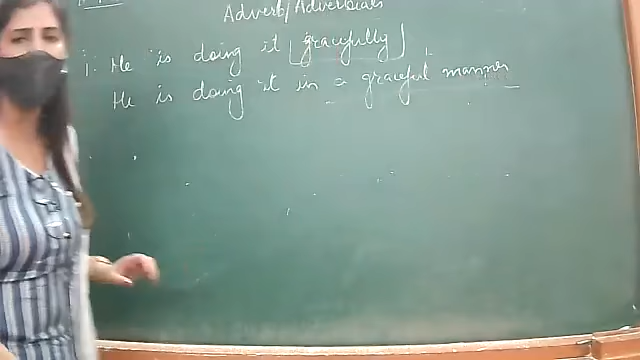 Adverb/Adverbials
1. He is doing it [gracefully]
He is doing it in a graceful manner